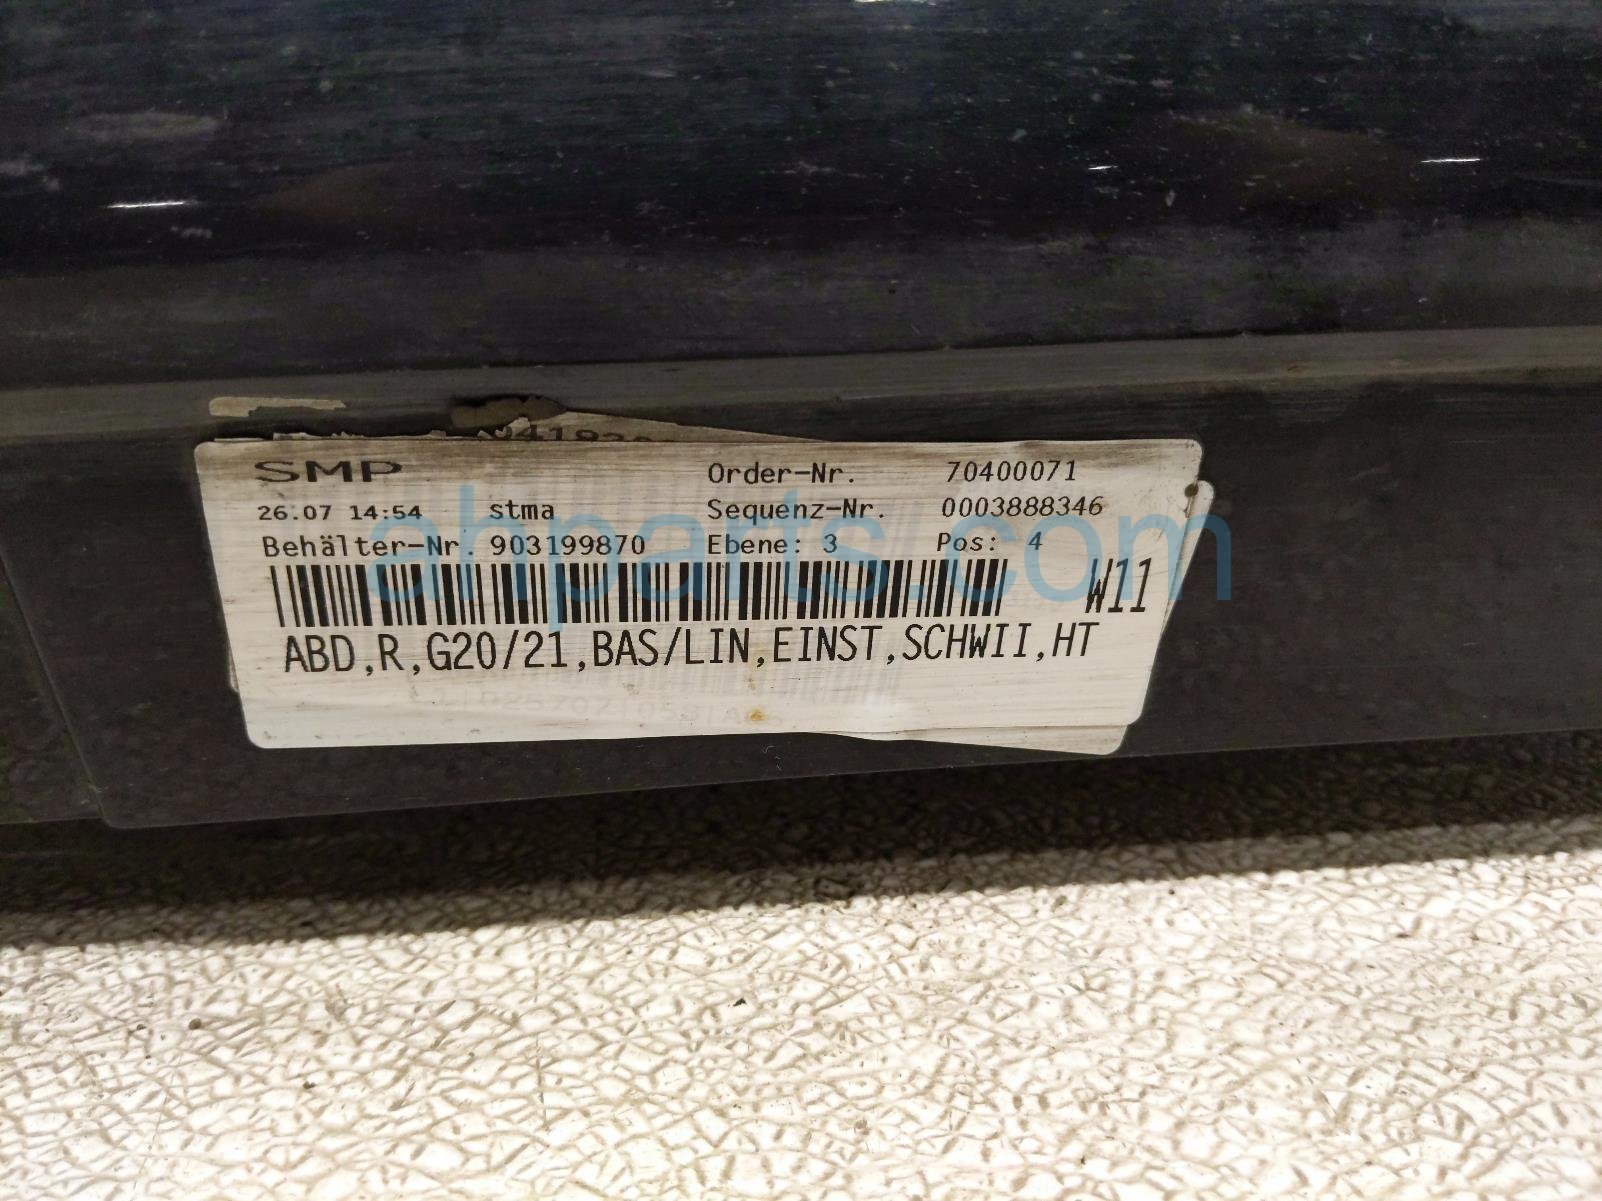 SMP Order-Nr. 70400071
26.07 14:54 stma Sequenz-Nr. 0003888346
Behälter-Nr. 903199870 Ebene: 3 Pos: 4
W11
ABD,R,G20/21,BAS/LIN,EINST,SCHWII,HT
ahparts.com